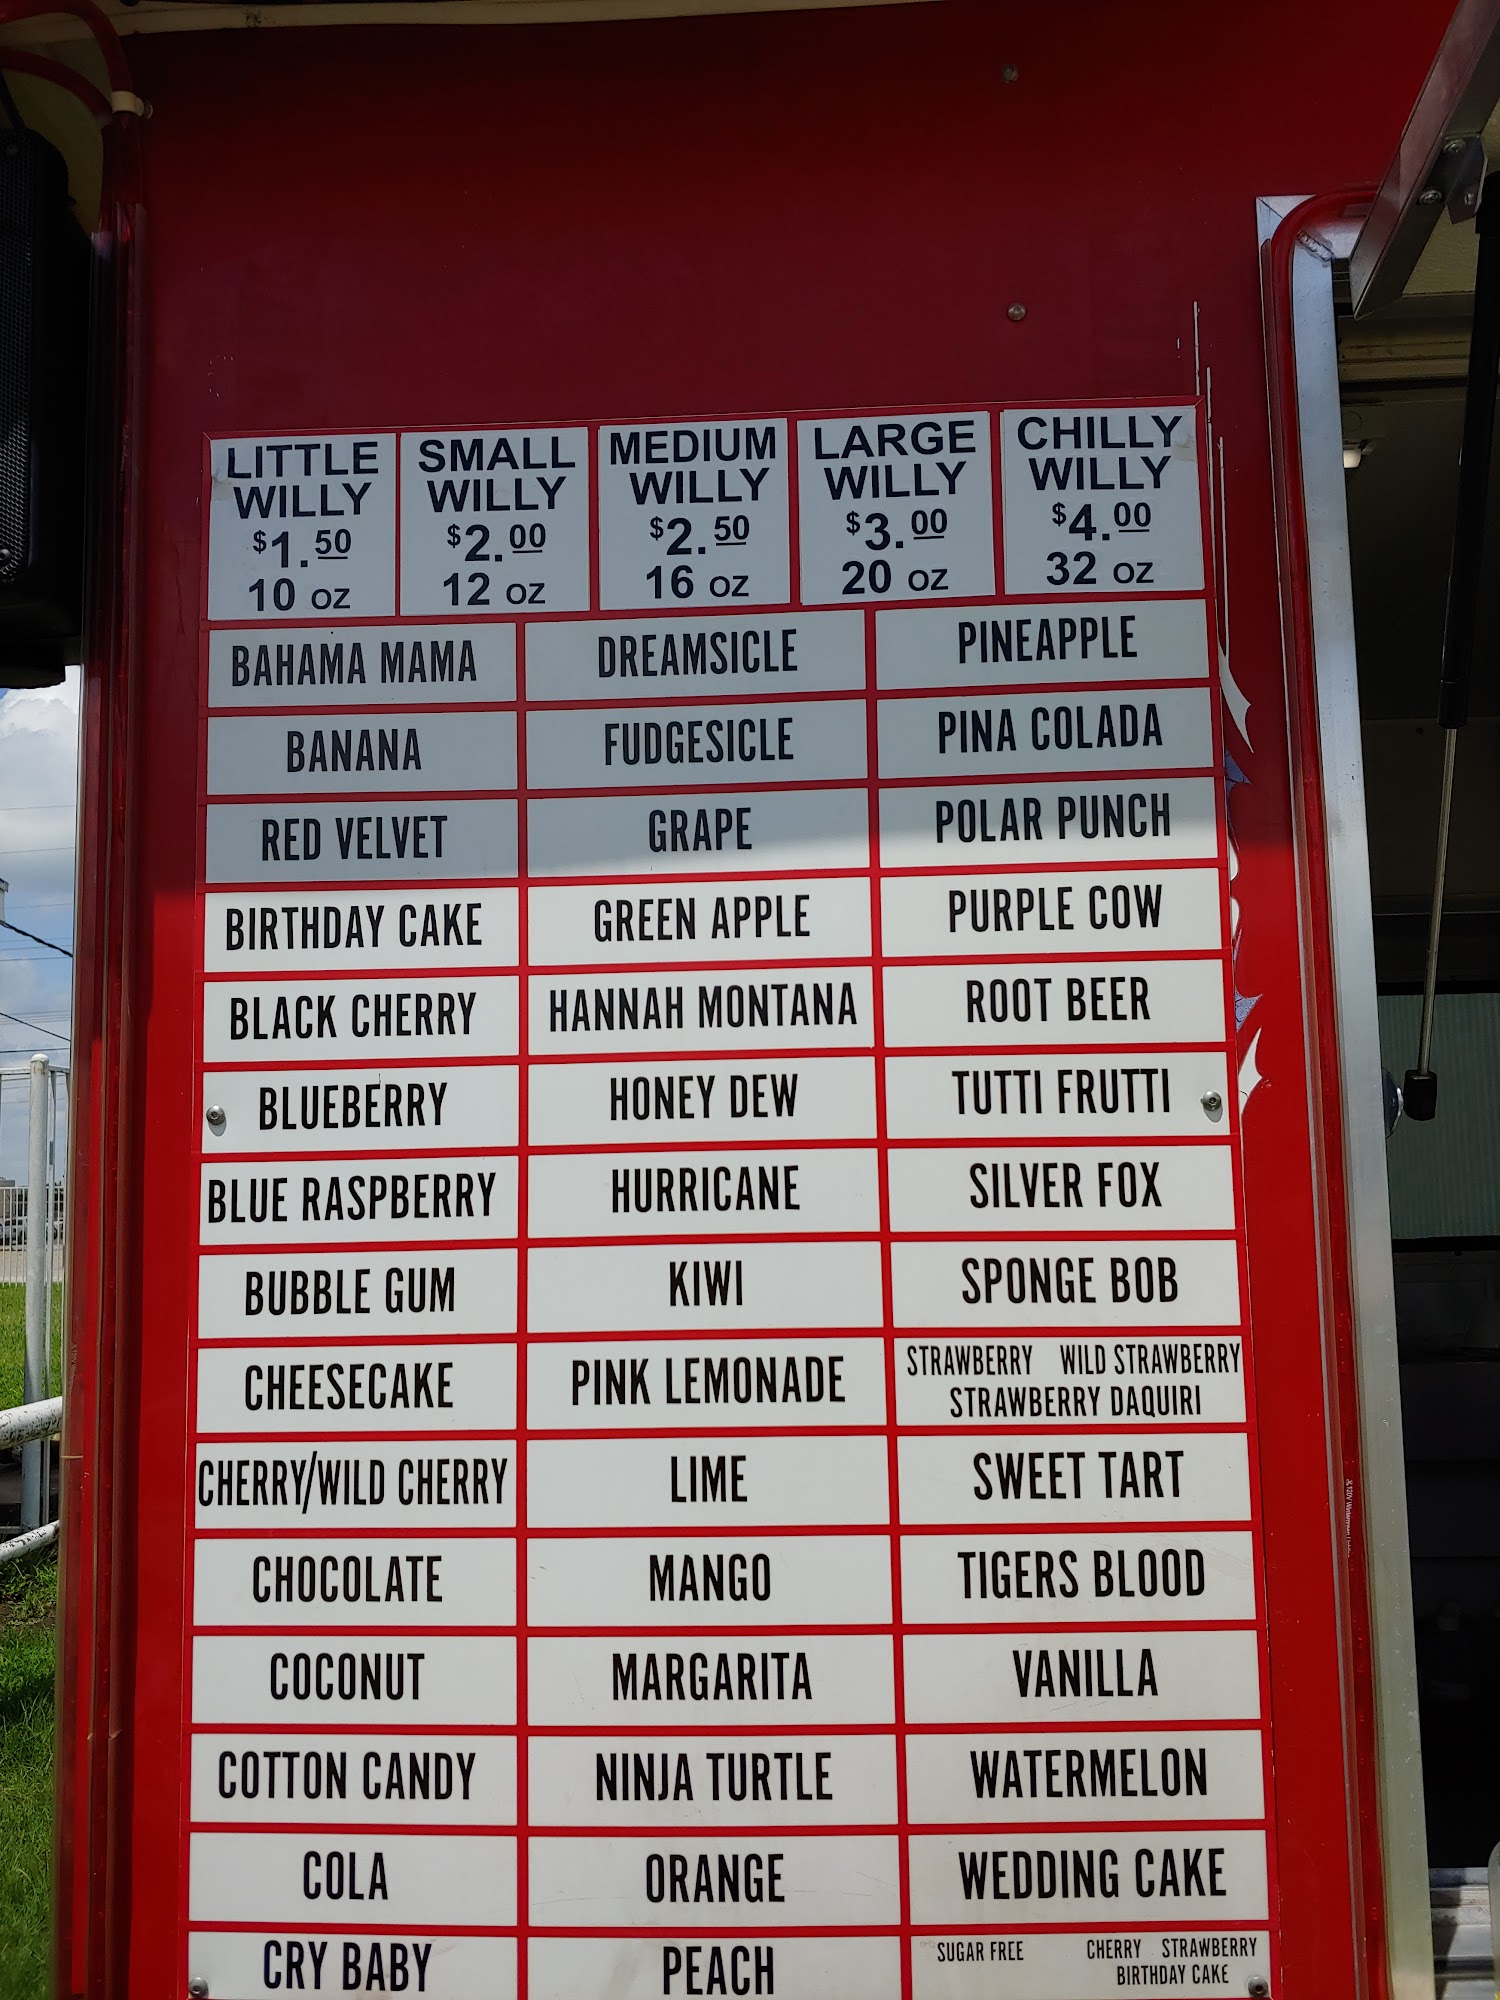 LITTLE
WILLY
$1.50
10 OZ
SMALL
WILLY
$2.00
12 OZ
MEDIUM
WILLY
$2.50
16 OZ
LARGE
WILLY
$3.00
20 OZ
CHILLY
WILLY
$4.00
32 OZ
BAHAMA MAMA
DREAMSICLE
PINEAPPLE
BANANA
FUDGESICLE
PINA COLADA
RED VELVET
GRAPE
POLAR PUNCH
BIRTHDAY CAKE
GREEN APPLE
PURPLE COW
BLACK CHERRY
HANNAH MONTANA
ROOT BEER
BLUEBERRY
HONEY DEW
TUTTI FRUTTI
BLUE RASPBERRY
HURRICANE
SILVER FOX
BUBBLE GUM
KIWI
SPONGE BOB
CHEESECAKE
PINK LEMONADE
STRAWBERRY WILD STRAWBERRY
STRAWBERRY DAQUIRI
CHERRY/WILD CHERRY
LIME
SWEET TART
CHOCOLATE
MANGO
TIGERS BLOOD
COCONUT
MARGARITA
VANILLA
COTTON CANDY
NINJA TURTLE
WATERMELON
COLA
ORANGE
WEDDING CAKE
CRY BABY
PEACH
SUGAR FREE CHERRY STRAWBERRY
BIRTHDAY CAKE